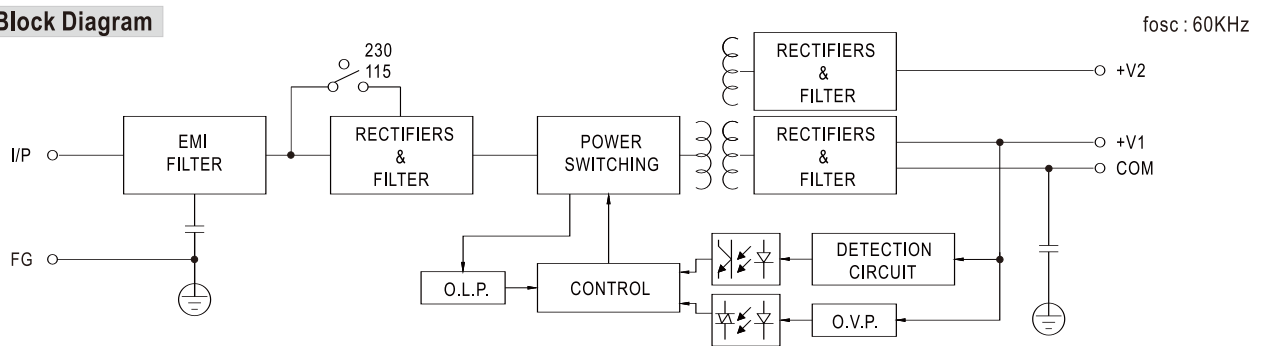 Block Diagram
fosc : 60KHz
230
115
I/P
EMI
FILTER
RECTIFIERS
&
FILTER
POWER
SWITCHING
RECTIFIERS
&
FILTER
+V2
RECTIFIERS
&
FILTER
+V1
COM
FG
O.L.P.
CONTROL
DETECTION
CIRCUIT
O.V.P.